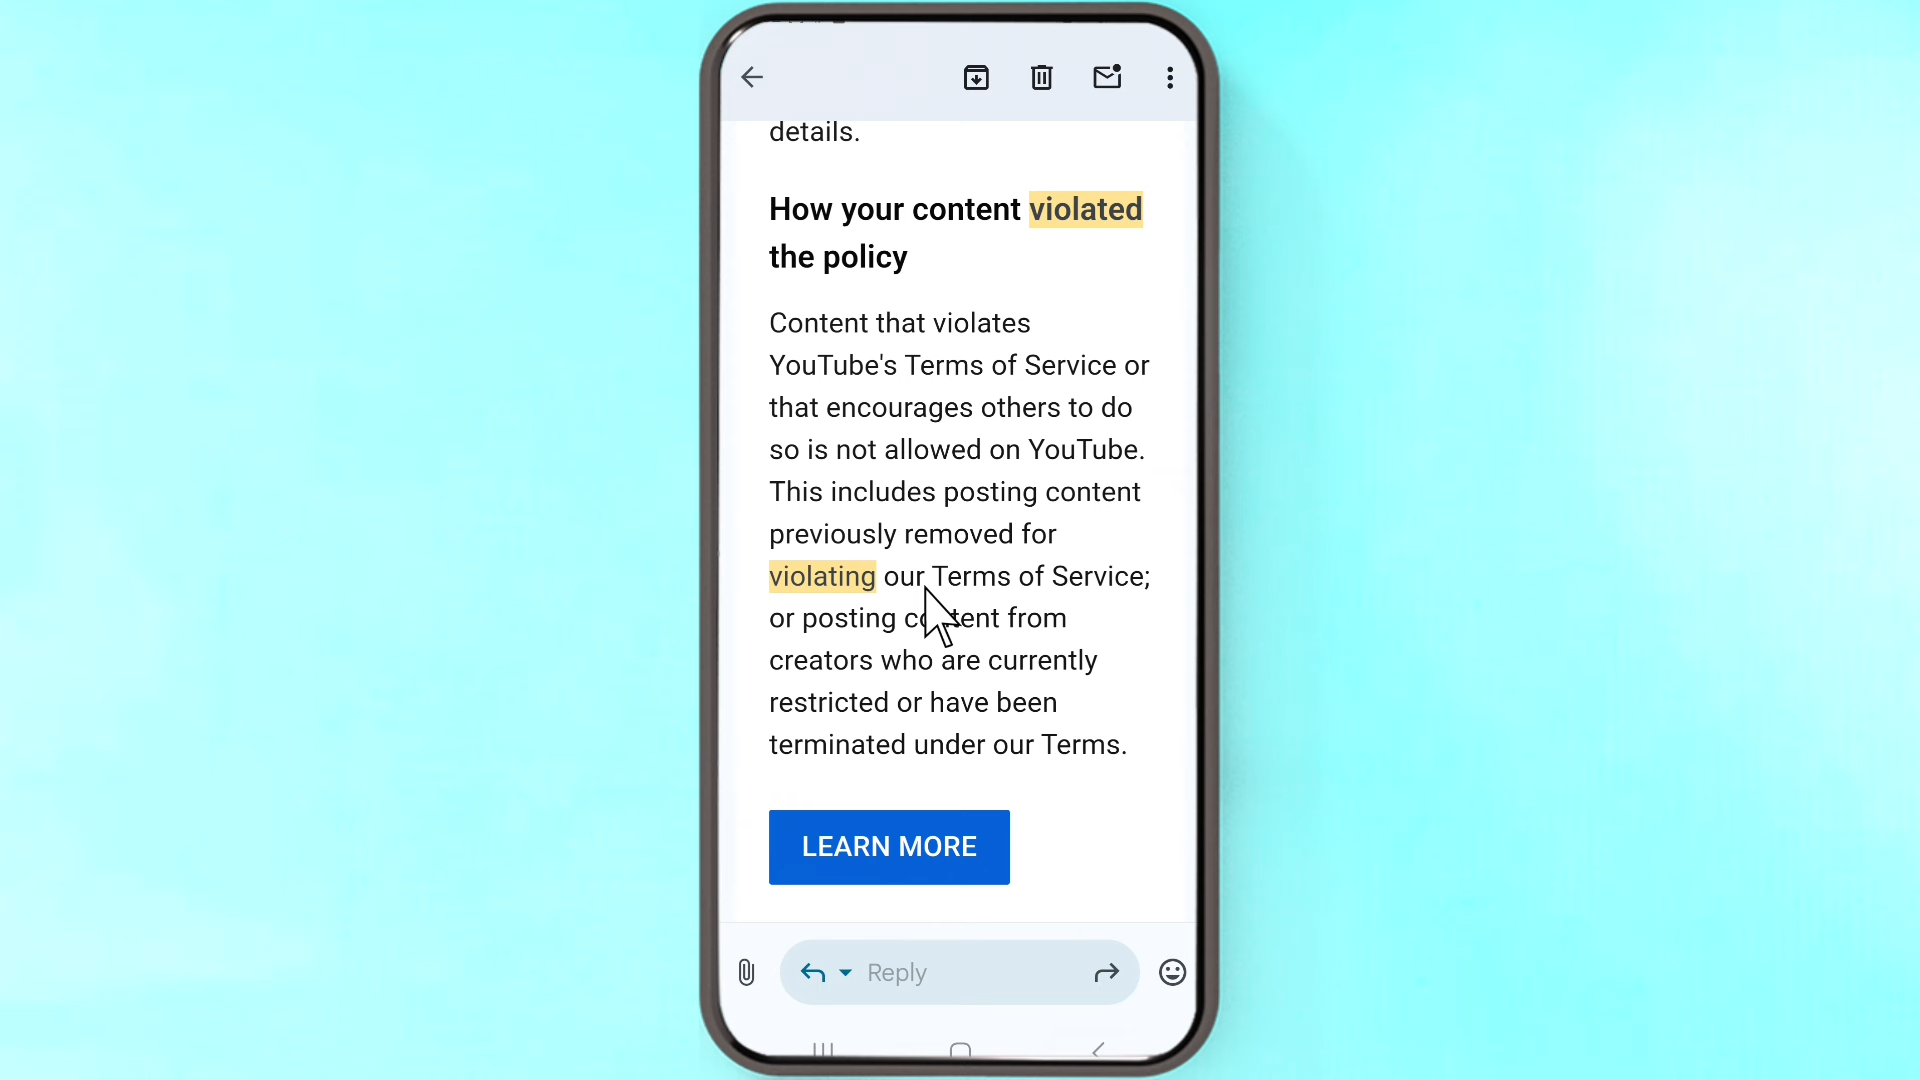 details.
How your content violated
the policy
Content that violates
YouTube's Terms of Service or
that encourages others to do
so is not allowed on YouTube.
This includes posting content
previously removed for
violating our Terms of Service;
or posting content from
creators who are currently
restricted or have been
terminated under our Terms.
LEARN MORE
Reply